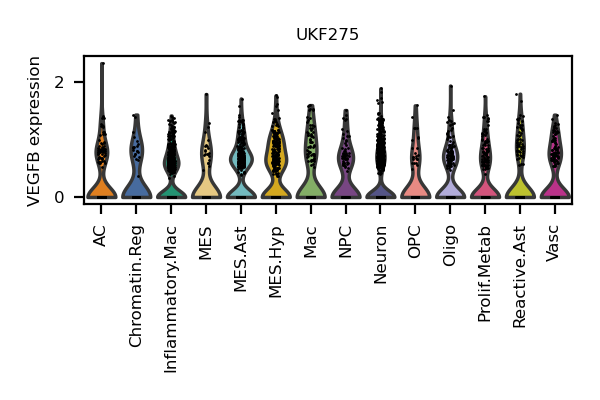 UKF275
VEGFB expression
2
0
AC
Chromatin.Reg
Inflammatory.Mac
MES
MES.Ast
MES.Hyp
Mac
NPC
Neuron
OPC
Oligo
Prolif.Metab
Reactive.Ast
Vasc